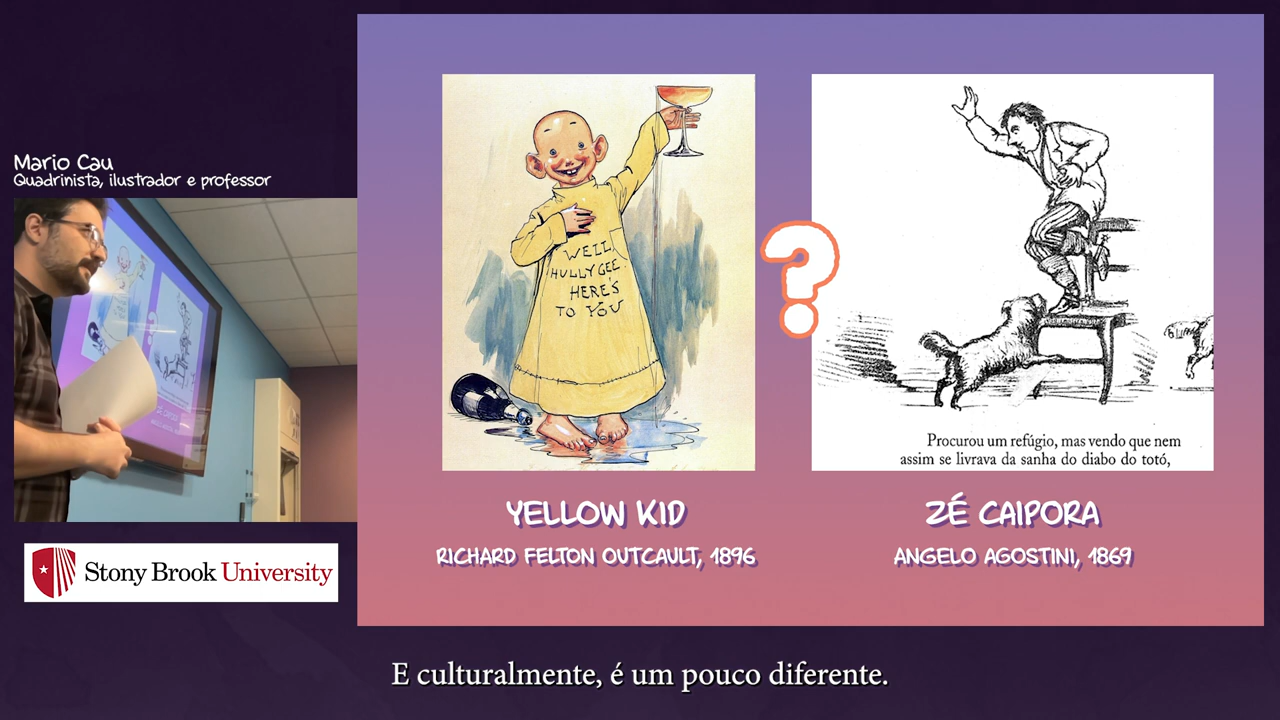 Mario Cau
Quadrinista, ilustrador e professor
Stony Brook University
WELL,
HULLY GEE
HERE'S
TO YOU
?
Procurou um refúgio, mas vendo que nem
assim se livrava da sanha do diabo do totó,
YELLOW KID
RICHARD FELTON OUTCAULT, 1896
ZÉ CAIPORA
ANGELO AGOSTINI, 1869
E culturalmente, é um pouco diferente.